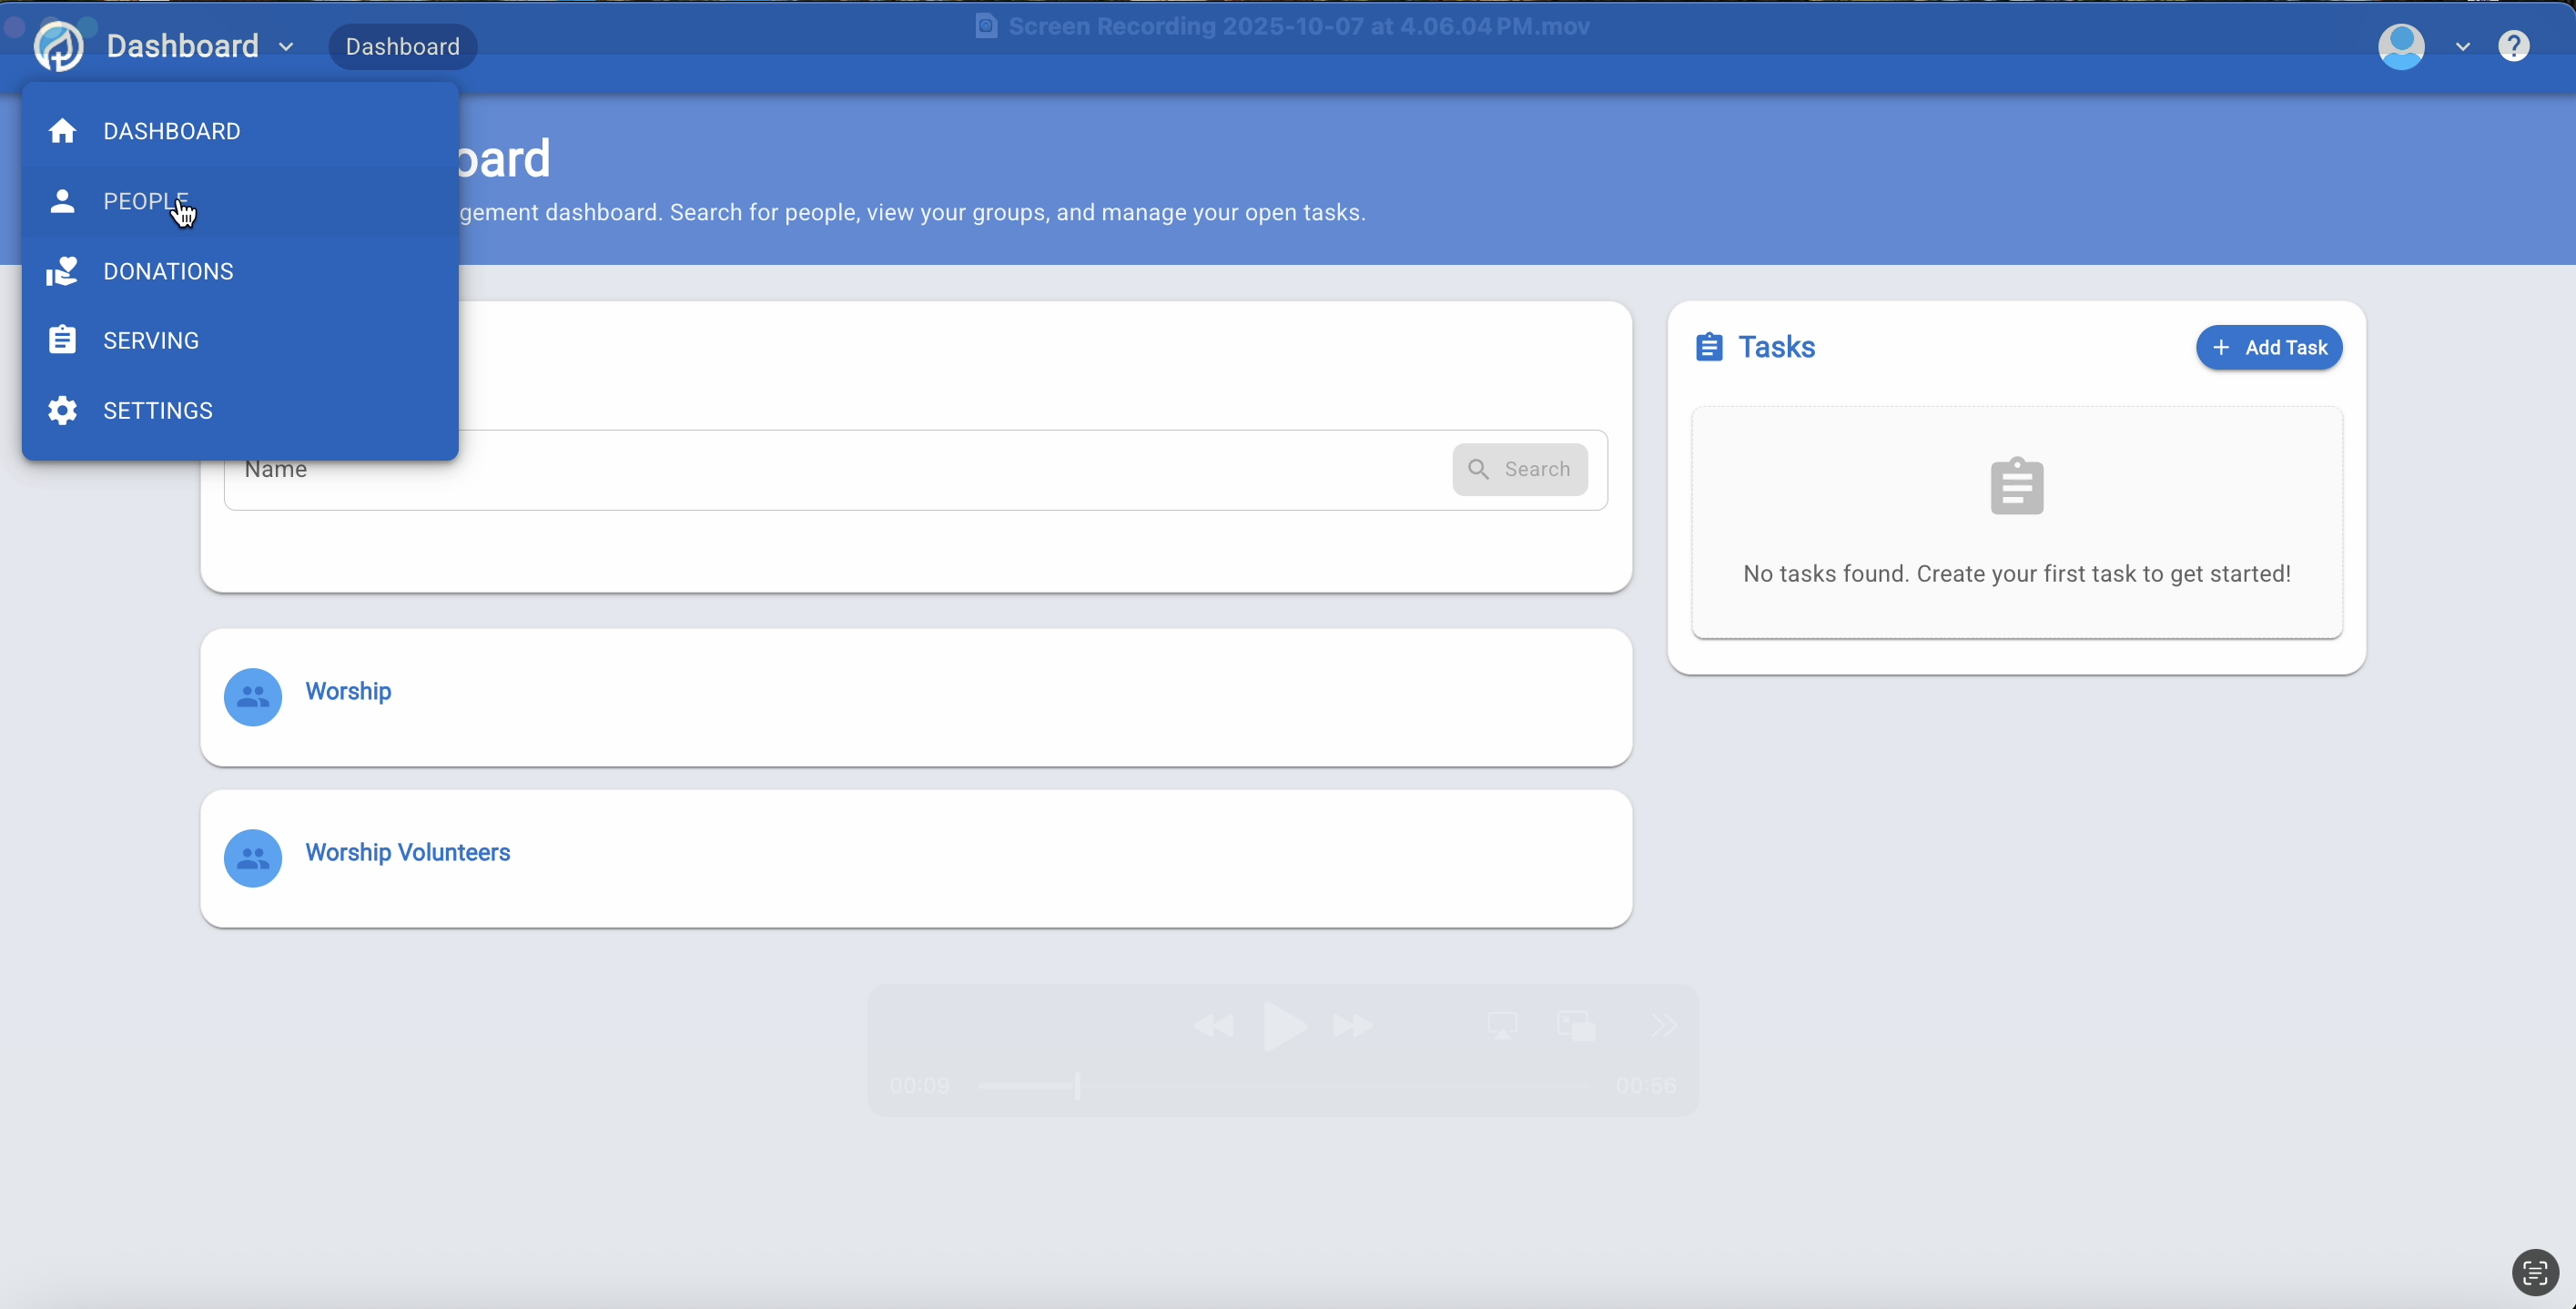 Screen Recording 2025-10-07 at 4.06.04 PM.mov
Dashboard
Dashboard
?
DASHBOARD
PEOPLE
DONATIONS
SERVING
SETTINGS
board
gement dashboard. Search for people, view your groups, and manage your open tasks.
Name
Search
Tasks
+ Add Task
No tasks found. Create your first task to get started!
Worship
Worship Volunteers
00:09
00:56